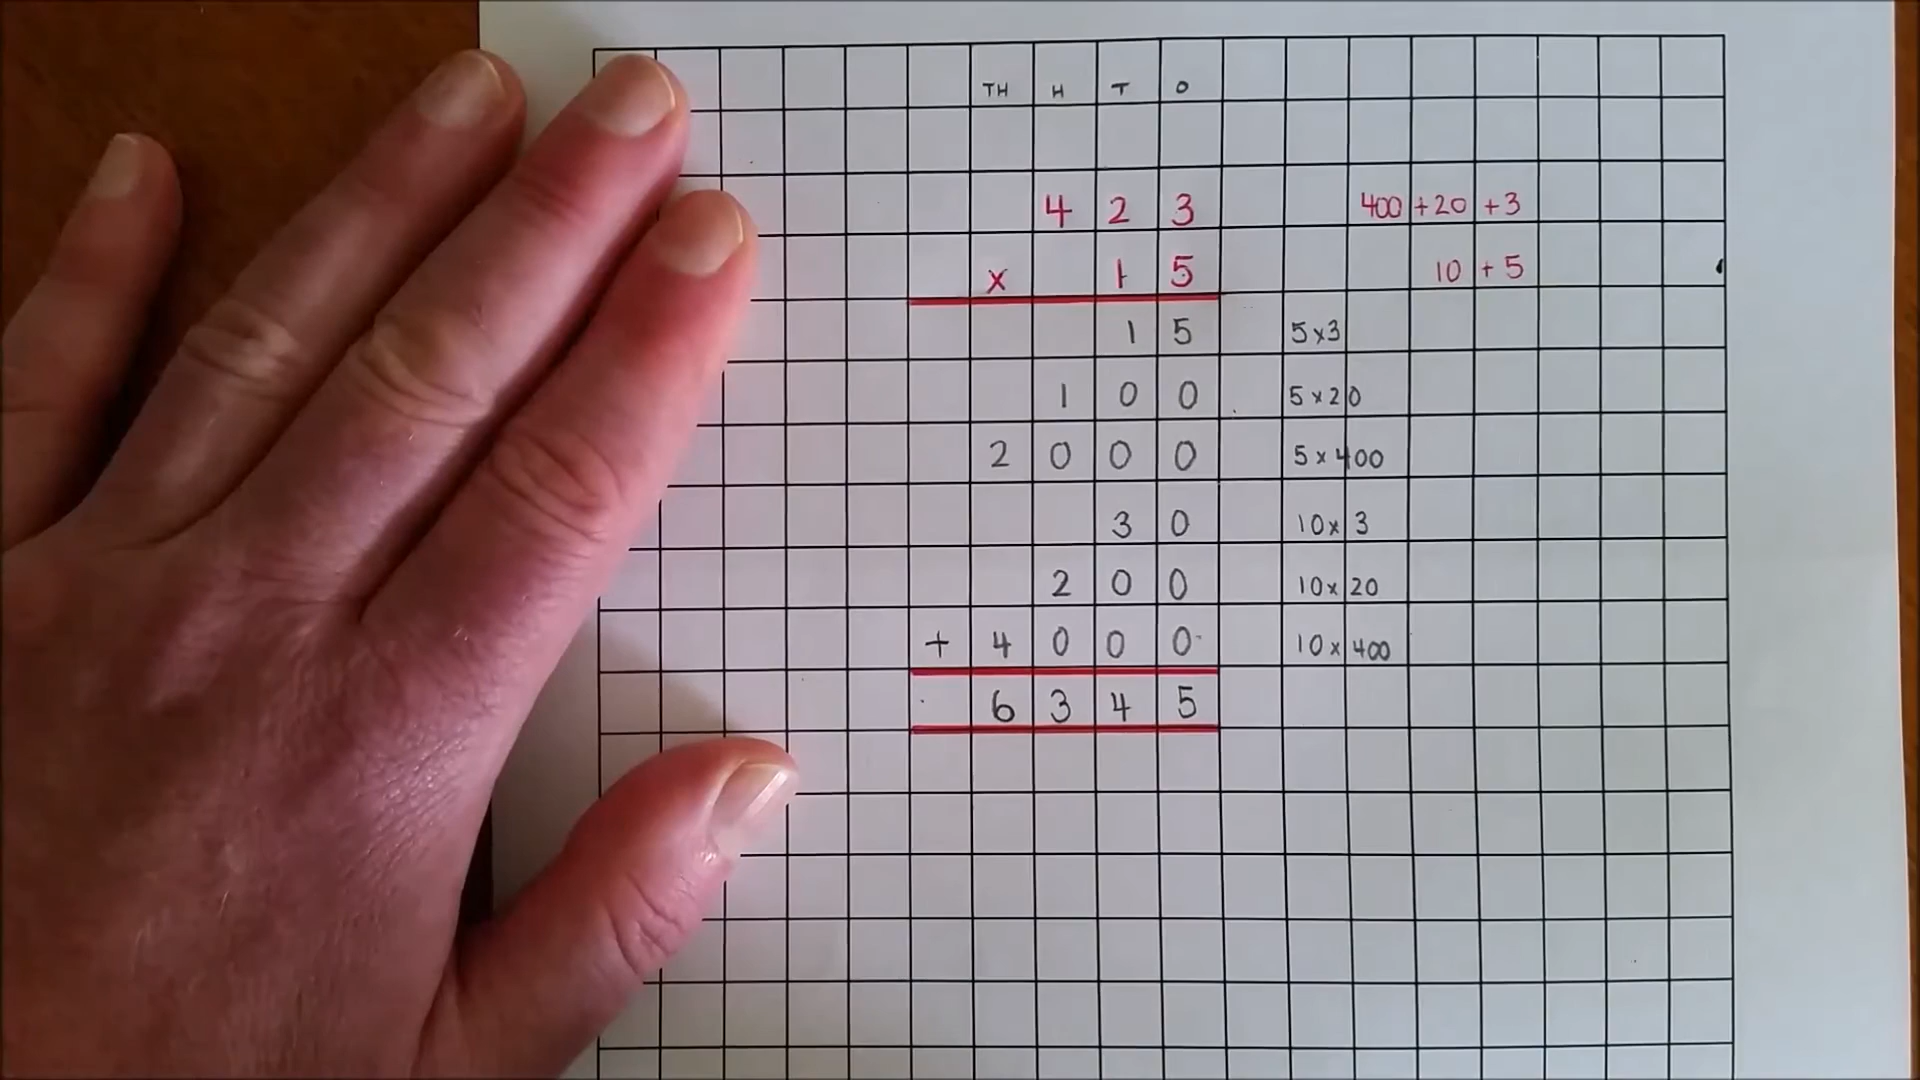 TH H T O
4 2 3 400 + 20 + 3
x 1 5 10 + 5
1 5 5 x 3
1 0 0 5 x 20
2 0 0 0 5 x 400
3 0 10 x 3
2 0 0 10 x 20
+ 4 0 0 0 10 x 400
6 3 4 5